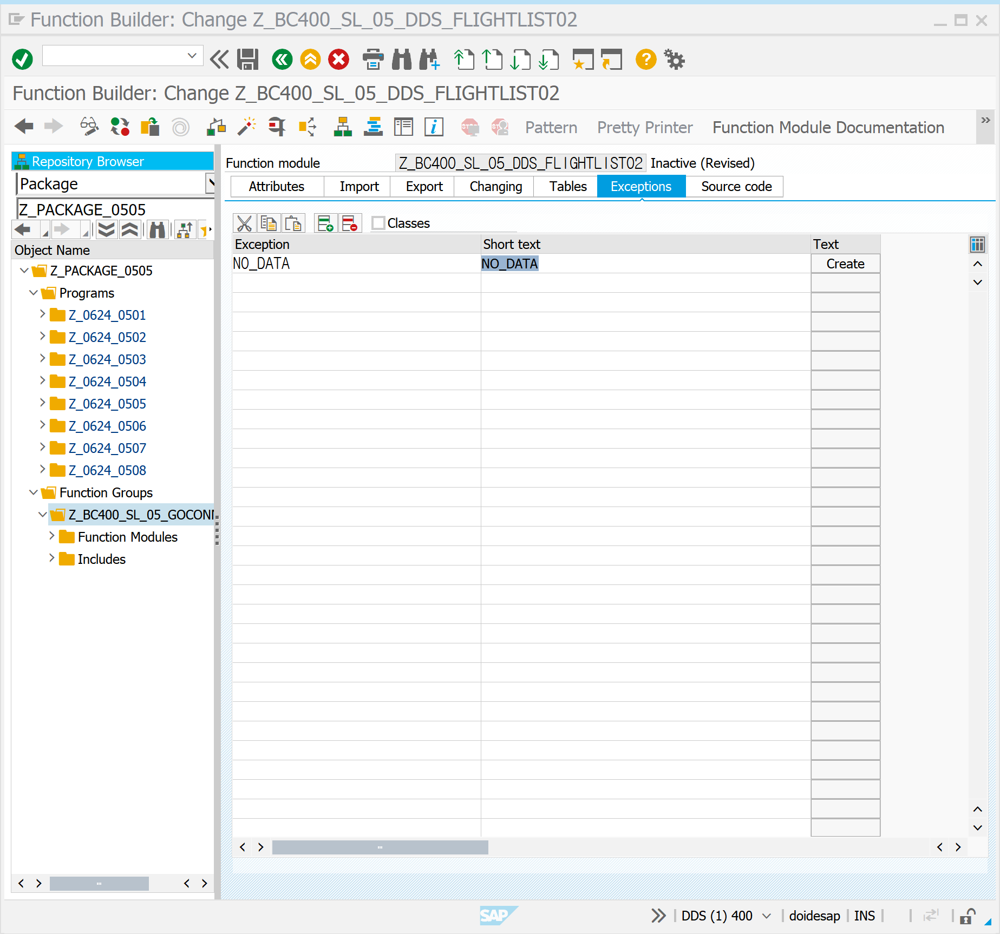 Function Builder: Change Z_BC400_SL_05_DDS_FLIGHTLIST02
Function Builder: Change Z_BC400_SL_05_DDS_FLIGHTLIST02
Pattern Pretty Printer Function Module Documentation
Repository Browser
Package
Z_PACKAGE_0505
Object Name
Z_PACKAGE_0505
Programs
Z_0624_0501
Z_0624_0502
Z_0624_0503
Z_0624_0504
Z_0624_0505
Z_0624_0506
Z_0624_0507
Z_0624_0508
Function Groups
Z_BC400_SL_05_GOCON
Function Modules
Includes
Function module Z_BC400_SL_05_DDS_FLIGHTLIST02 Inactive (Revised)
Attributes Import Export Changing Tables Exceptions Source code
Classes
Exception Short text Text
NO_DATA NO_DATA Create
SAP
DDS (1) 400 doidesap INS